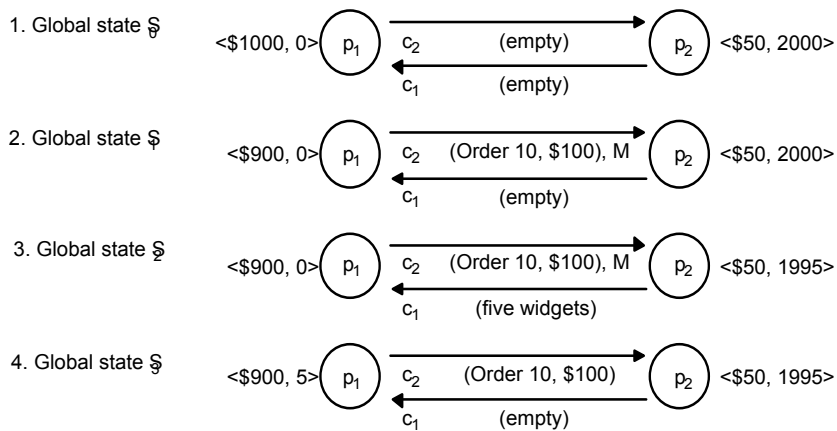 1. Global state S0
<$1000, 0> p1 c2 (empty) p2 <$50, 2000>
c1 (empty)
2. Global state S1
<$900, 0> p1 c2 (Order 10, $100), M p2 <$50, 2000>
c1 (empty)
3. Global state S2
<$900, 0> p1 c2 (Order 10, $100), M p2 <$50, 1995>
c1 (five widgets)
4. Global state S3
<$900, 5> p1 c2 (Order 10, $100) p2 <$50, 1995>
c1 (empty)